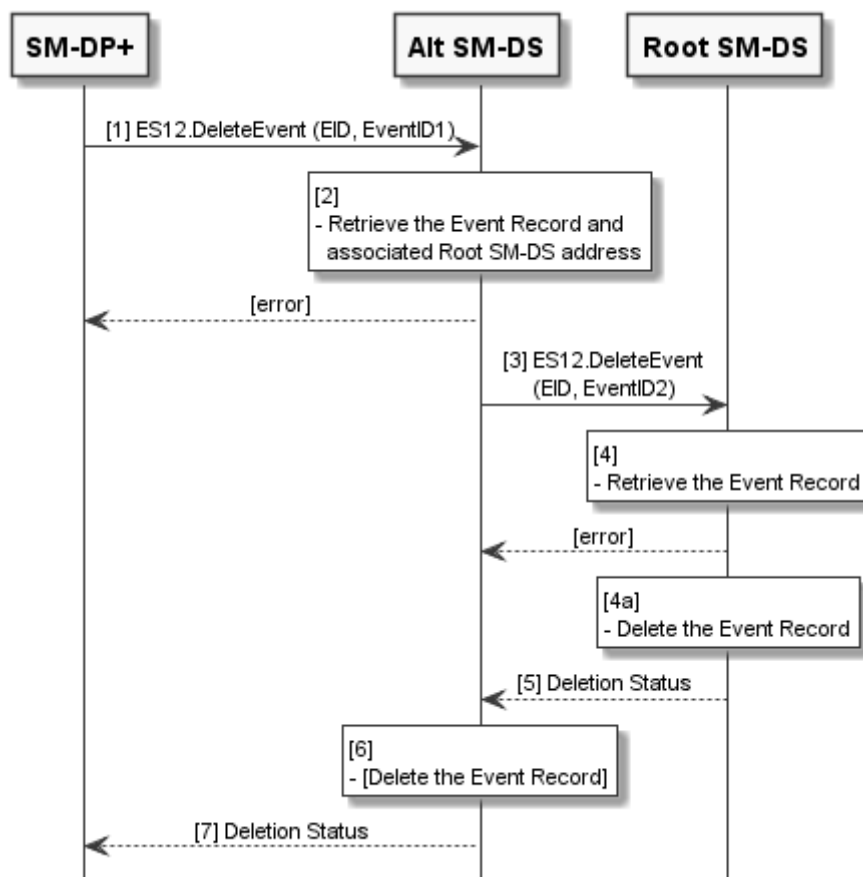 SM-DP+
Alt SM-DS
Root SM-DS
[1] ES12.DeleteEvent (EID, EventID1)
[2]
- Retrieve the Event Record and
associated Root SM-DS address
[error]
[3] ES12.DeleteEvent
(EID, EventID2)
[4]
- Retrieve the Event Record
[error]
[4a]
- Delete the Event Record
[5] Deletion Status
[6]
- [Delete the Event Record]
[7] Deletion Status